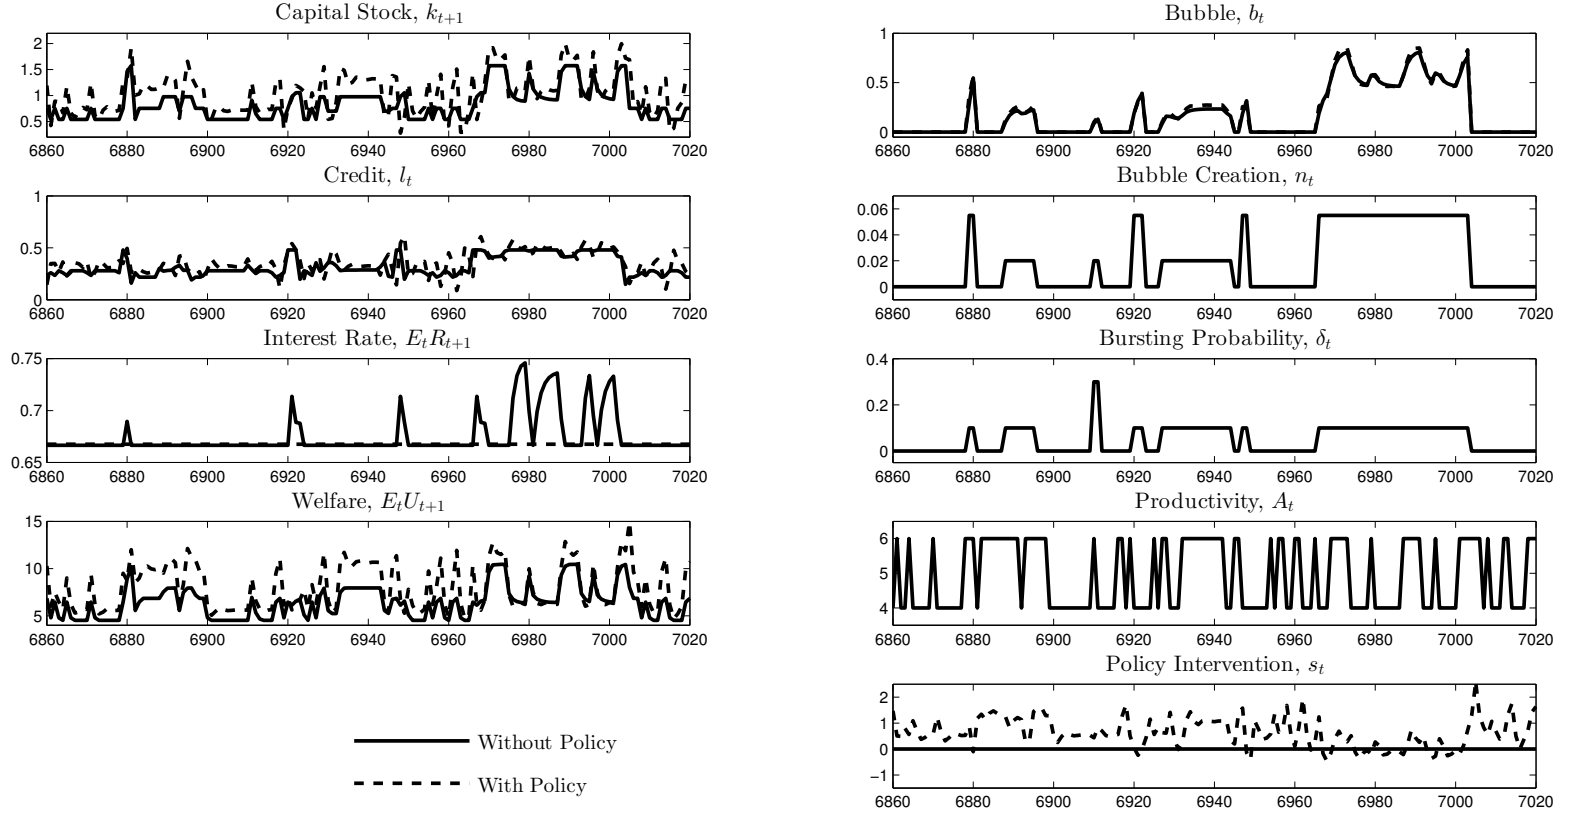 Capital Stock, k_{t+1}
2
1.5
1
0.5
6860 6880 6900 6920 6940 6960 6980 7000 7020
Credit, l_t
1
0.5
0
6860 6880 6900 6920 6940 6960 6980 7000 7020
Interest Rate, E_tR_{t+1}
0.75
0.7
0.65
6860 6880 6900 6920 6940 6960 6980 7000 7020
Welfare, E_tU_{t+1}
15
10
5
6860 6880 6900 6920 6940 6960 6980 7000 7020
Without Policy
With Policy
Bubble, b_t
1
0.5
0
6860 6880 6900 6920 6940 6960 6980 7000 7020
Bubble Creation, n_t
0.06
0.04
0.02
0
6860 6880 6900 6920 6940 6960 6980 7000 7020
Bursting Probability, δ_t
0.4
0.2
0
6860 6880 6900 6920 6940 6960 6980 7000 7020
Productivity, A_t
6
5
4
6860 6880 6900 6920 6940 6960 6980 7000 7020
Policy Intervention, s_t
2
1
0
−1
6860 6880 6900 6920 6940 6960 6980 7000 7020